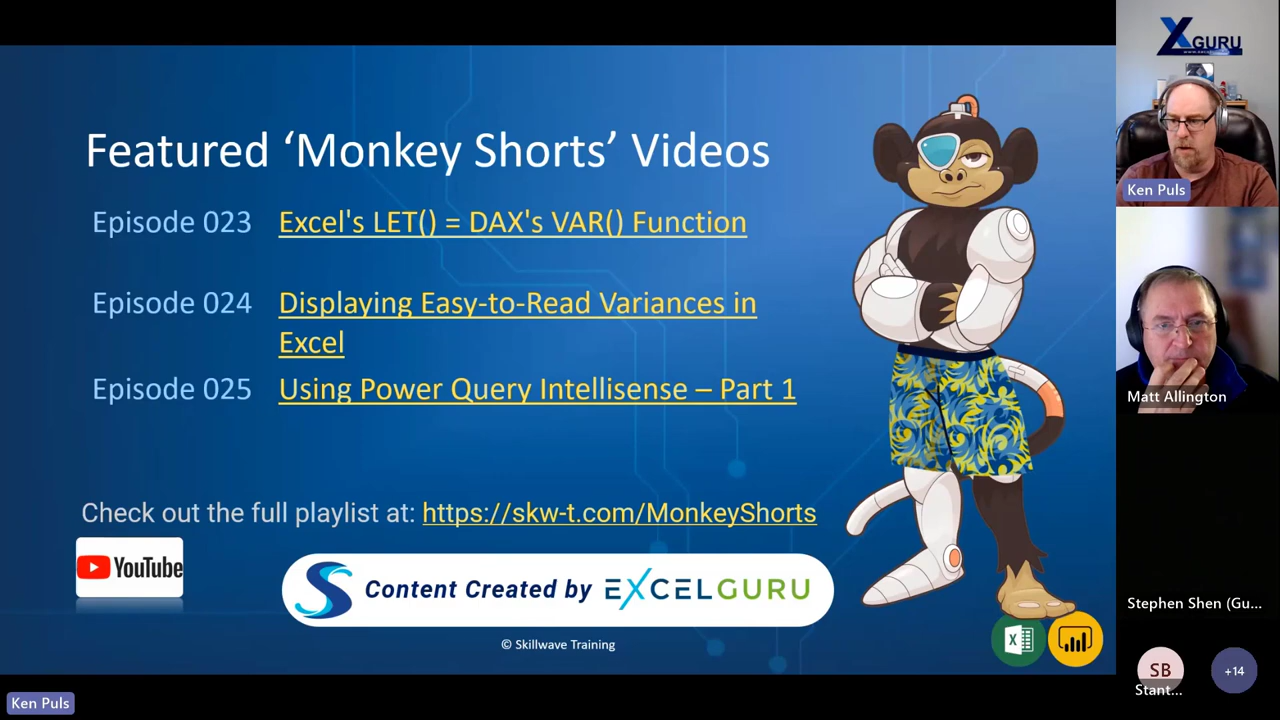 Featured ‘Monkey Shorts’ Videos
Episode 023 Excel's LET() = DAX's VAR() Function
Episode 024 Displaying Easy-to-Read Variances in
Excel
Episode 025 Using Power Query Intellisense – Part 1
Check out the full playlist at: https://skw-t.com/MonkeyShorts
YouTube
Content Created by EXCELGURU
© Skillwave Training
Ken Puls
XLGURU
Ken Puls
Matt Allington
Stephen Shen (Gu...
SB
Stant...
+14